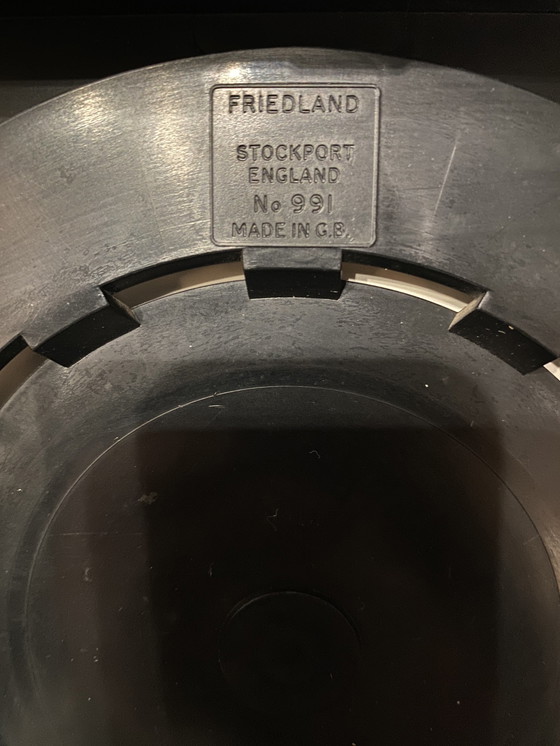 FRIEDLAND
STOCKPORT
ENGLAND
No 991
MADE IN G.B.